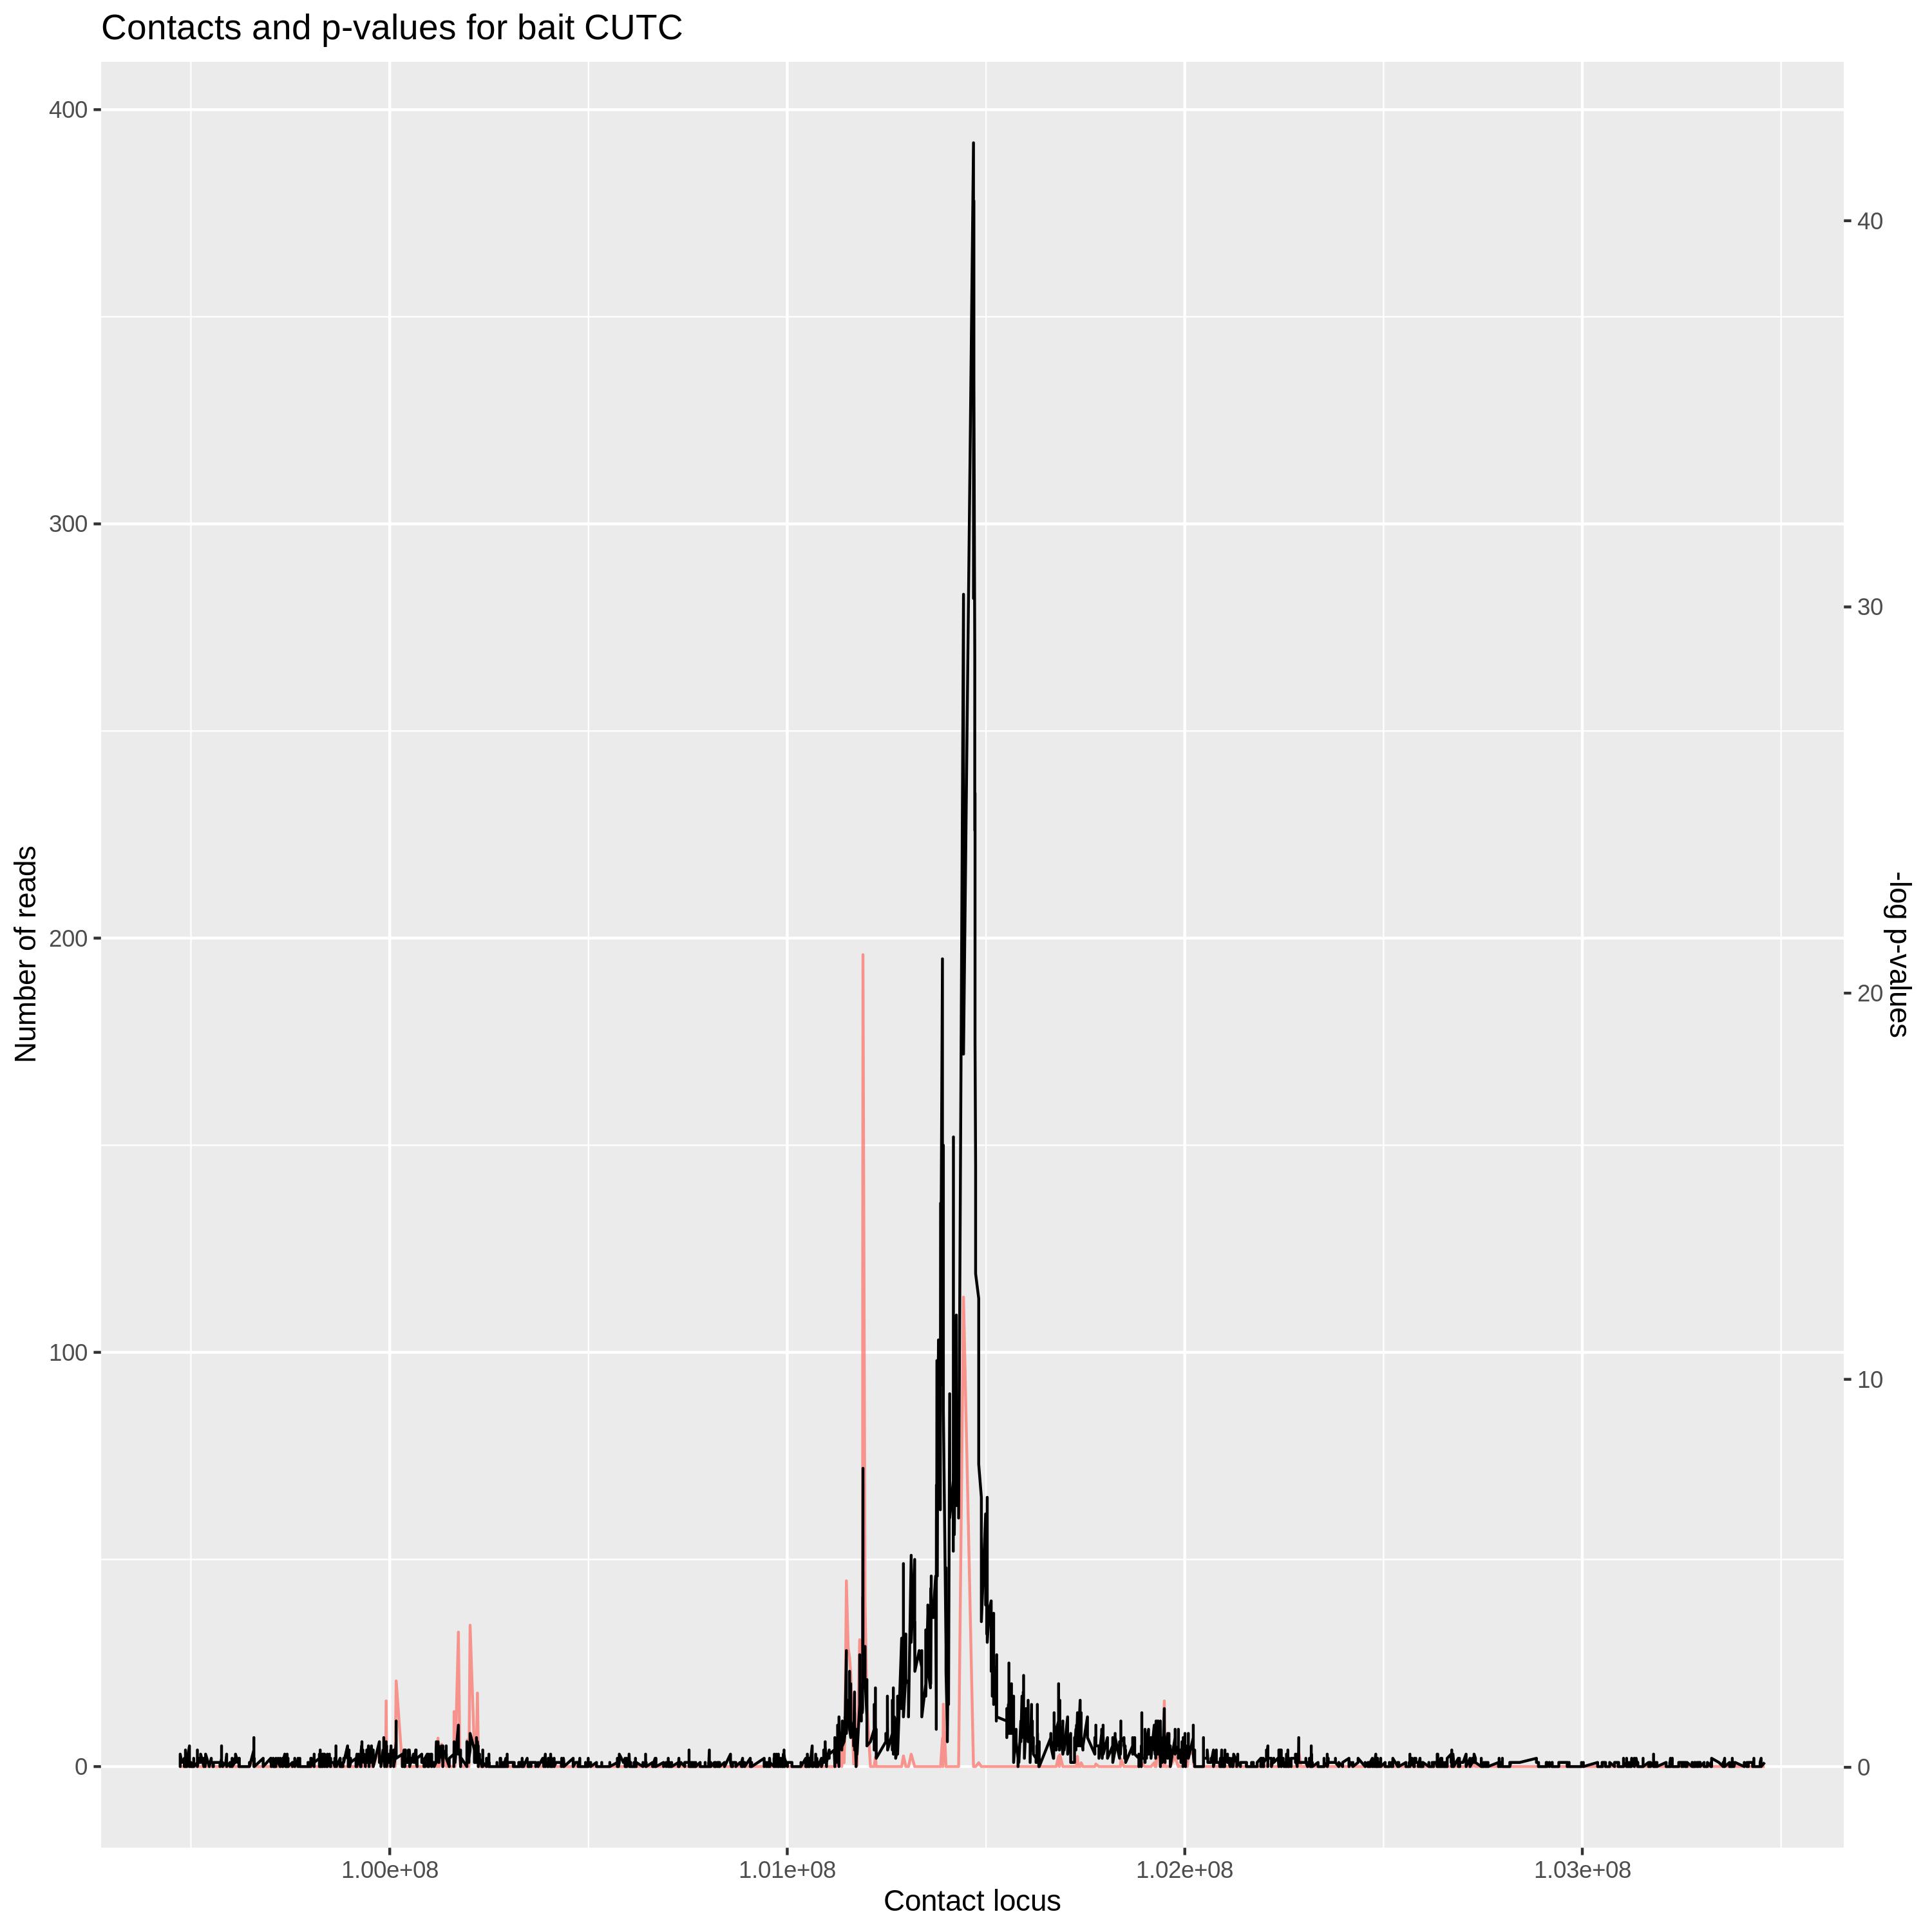 Contacts and p-values for bait CUTC
400
300
200
100
0
Number of reads
40
30
20
10
0
-log p-values
1.00e+08
1.01e+08
1.02e+08
1.03e+08
Contact locus